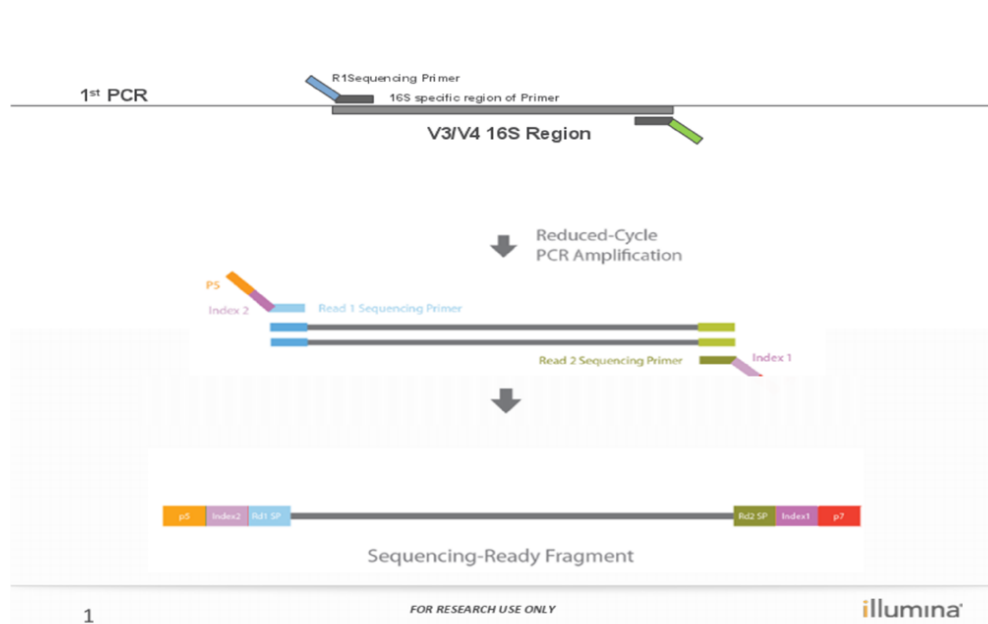 R1Sequencing Primer
1st PCR
16S specific region of Primer
V3/V4 16S Region
Reduced-Cycle
PCR Amplification
P5
Index 2
Read 1 Sequencing Primer
Read 2 Sequencing Primer
Index 1
p5 Index2 Rd1 SP
Rd2 SP Index1 p7
Sequencing-Ready Fragment
1
FOR RESEARCH USE ONLY
illumina